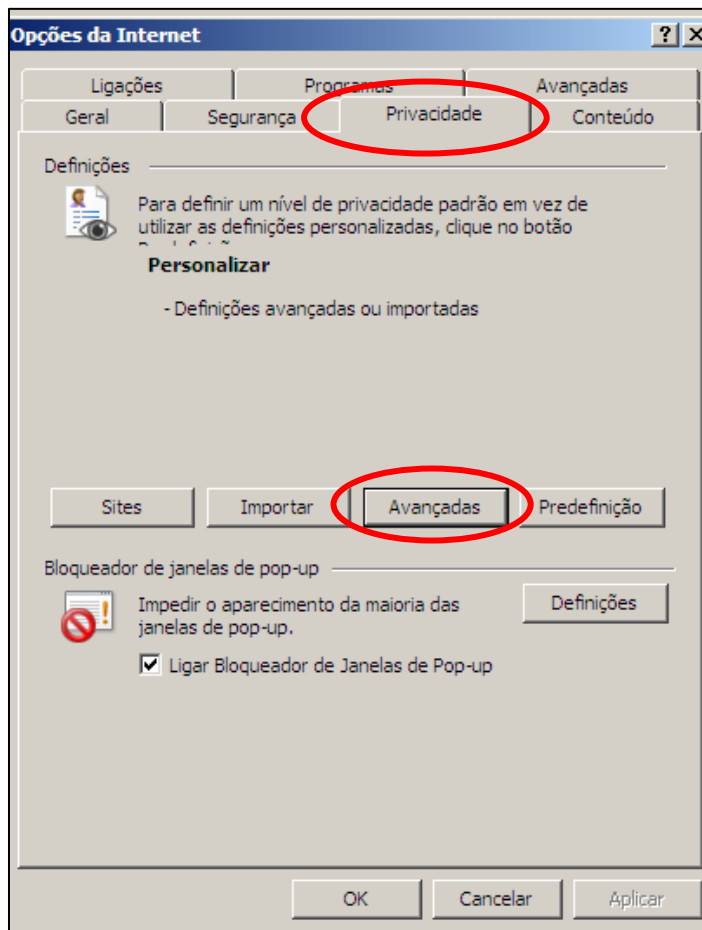 Opções da Internet
Ligações Programas Avançadas
Geral Segurança Privacidade Conteúdo
Definições
Para definir um nível de privacidade padrão em vez de
utilizar as definições personalizadas, clique no botão
Personalizar
- Definições avançadas ou importadas
Sites Importar Avançadas Predefinição
Bloqueador de janelas de pop-up
Impedir o aparecimento da maioria das
janelas de pop-up.
Definições
Ligar Bloqueador de Janelas de Pop-up
OK Cancelar Aplicar